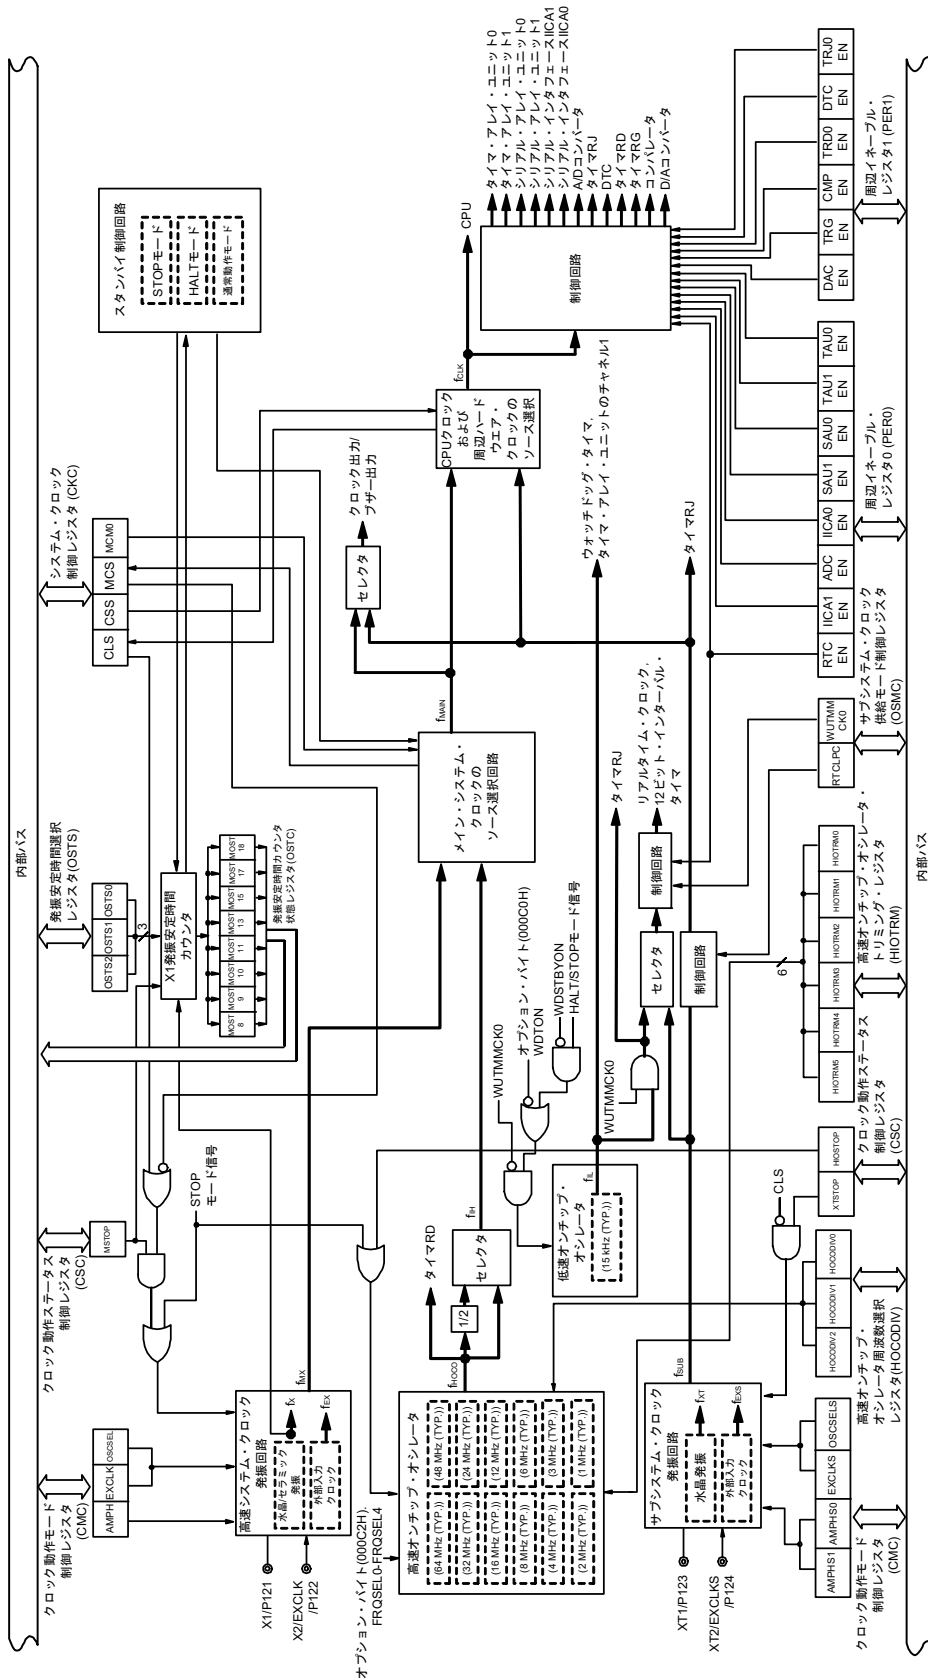 内部バス
クロック動作モード
制御レジスタ
(CMC)
AMPH
EXCLK
OSCSEL
クロック動作ステータス
制御レジスタ
(CSC)
MSTOP
STOP
モード信号
発振安定時間選択
レジスタ(OSTS)
OSTS2
OSTS1
OSTS0
3
X1発振安定時間
カウンタ
MOST
8
MOST
9
MOST
10
MOST
11
MOST
13
MOST
15
MOST
17
MOST
18
発振安定時間カウンタ
状態レジスタ(OSTC)
システム・クロック
制御レジスタ (CKC)
CLS
CSS
MCS
MCM0
スタンバイ制御回路
STOPモード
HALTモード
通常動作モード
X1/P121
X2/EXCLK
/P122
高速システム・クロック
発振回路
水晶/セラミック
発振
fX
外部入力
クロック
fEX
fMX
オプション・バイト(000C2H).
FRQSEL0-FRQSEL4
高速オンチップ・オシレータ
(64 MHz (TYP.))
(48 MHz (TYP.))
(32 MHz (TYP.))
(24 MHz (TYP.))
(16 MHz (TYP.))
(12 MHz (TYP.))
(8 MHz (TYP.))
(6 MHz (TYP.))
(4 MHz (TYP.))
(3 MHz (TYP.))
(2 MHz (TYP.))
(1 MHz (TYP.))
fHOCO
タイマRD
1/2
セレクタ
fIH
WUTMMCK0
オプション・バイト(000C0H)
WDTON
WDSTBYON
HALT/STOPモード信号
低速オンチップ・
オシレータ
(15 kHz (TYP.))
fIL
メイン・システム・
クロックの
ソース選択回路
fMAIN
セレクタ
クロック出力/
ブザー出力
CPUクロック
および
周辺ハード
ウエア・
クロックの
ソース選択
fCLK
CPU
制御回路
タイマ・アレイ・ユニット0
タイマ・アレイ・ユニット1
シリアル・アレイ・ユニット0
シリアル・アレイ・ユニット1
シリアル・インタフェースIICA1
シリアル・インタフェースIICA0
A/Dコンバータ
タイマRJ
DTC
タイマRD
タイマRG
コンパレータ
D/Aコンバータ
ウォッチドッグ・タイマ,
タイマ・アレイ・ユニットのチャネル1
WUTMMCK0
タイマRJ
セレクタ
制御回路
リアルタイム・クロック,
12ビット・インターバル・
タイマ
制御回路
タイマRJ
XT1/P123
XT2/EXCLKS
/P124
サブシステム・クロック
発振回路
水晶発振
fXT
外部入力
クロック
fEXS
fSUB
CLS
6
AMPHS1
AMPHS0
EXCLKS
OSCSELS
クロック動作モード
制御レジスタ
(CMC)
HOCODIV2
HOCODIV1
HOCODIV0
高速オンチップ・
オシレータ周波数選択
レジスタ(HOCODIV)
XTSTOP
HIOSTOP
クロック動作ステータス
制御レジスタ
(CSC)
HIOTRM5
HIOTRM4
HIOTRM3
HIOTRM2
HIOTRM1
HIOTRM0
高速オンチップ・オシレータ・
トリミング・レジスタ
(HIOTRM)
RTCLPC
WUTMM
CK0
サブシステム・クロック
供給モード制御レジスタ
(OSMC)
RTC
EN
IICA1
EN
ADC
EN
IICA0
EN
SAU1
EN
SAU0
EN
TAU1
EN
TAU0
EN
周辺イネーブル・
レジスタ0 (PER0)
DAC
EN
TRG
EN
CMP
EN
TRD0
EN
DTC
EN
TRJ0
EN
周辺イネーブル・
レジスタ1 (PER1)
内部バス